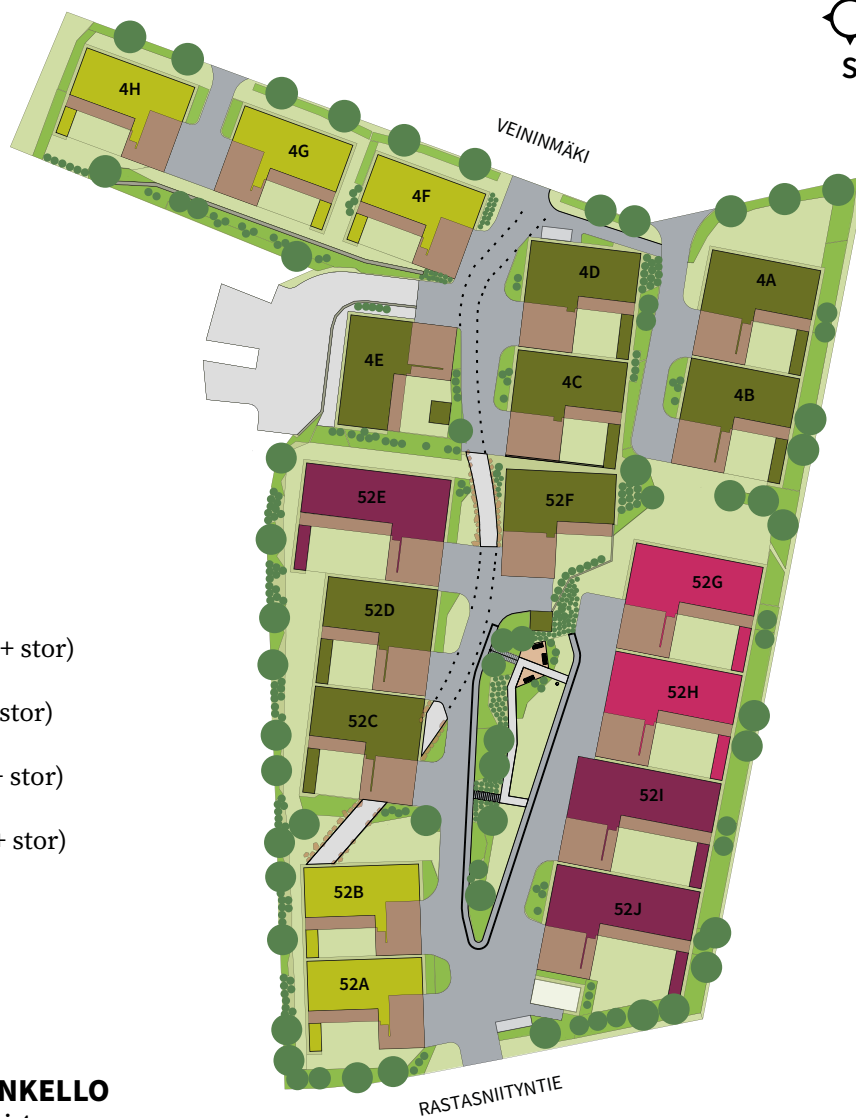 S
VEININMÄKI
4H
4G
4F
4D
4A
4E
4C
4B
52E
52F
52G
52D
52H
52C
52I
52B
52J
52A
+ stor)
stor)
+ stor)
+ stor)
NKELLO
RASTASNIITYNTIE